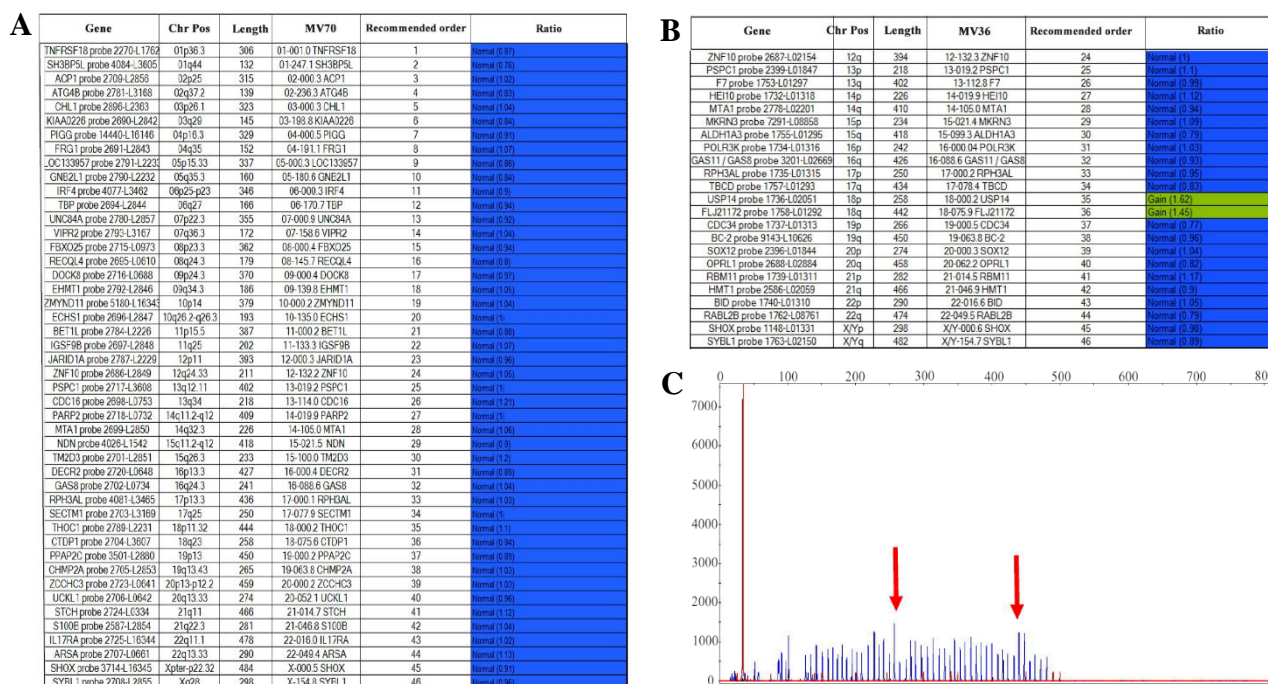 A
Gene Chr Pos Length MV70 Recommended order Ratio
TNFRSF18 probe 2270-L1762 01p36.3 306 01-001.0 TNFRSF18 1 Normal (0.87)
SH3BP5L probe 4084-L3605 01q44 132 01-247.1 SH3BP5L 2 Normal (0.76)
ACP1 probe 2709-L2856 02p25 315 02-000.3 ACP1 3 Normal (1.02)
ATG4B probe 2781-L3168 02q37.2 139 02-236.3 ATG4B 4 Normal (0.83)
CHL1 probe 2896-L2363 03p26.1 323 03-000.3 CHL1 5 Normal (1.04)
KIAA0226 probe 2690-L2842 03q29 145 03-198.8 KIAA0226 6 Normal (0.84)
PIGG probe 14440-L16146 04p16.3 329 04-000.5 PIGG 7 Normal (0.91)
FRG1 probe 2691-L2843 04q35 152 04-191.1 FRG1 8 Normal (1.07)
LOC133957 probe 2791-L2233 05p15.33 337 05-000.3 LOC133957 9 Normal (0.86)
GNB2L1 probe 2790-L2232 05q35.3 160 05-180.6 GNB2L1 10 Normal (0.84)
IRF4 probe 4077-L3462 06p25-p23 346 06-000.3 IRF4 11 Normal (0.9)
TBP probe 2694-L2844 06q27 166 06-170.7 TBP 12 Normal (0.94)
UNC84A probe 2780-L2857 07p22.3 355 07-000.9 UNC84A 13 Normal (0.92)
VIPR2 probe 2793-L3167 07q36.3 172 07-158.6 VIPR2 14 Normal (1.04)
FBXO25 probe 2715-L0973 08p23.3 362 08-000.4 FBXO25 15 Normal (0.94)
RECQL4 probe 2695-L0610 08q24.3 179 08-145.7 RECQL4 16 Normal (0.8)
DOCK8 probe 2716-L0688 09p24.3 370 09-000.4 DOCK8 17 Normal (0.97)
EHMT1 probe 2792-L2846 09q34.3 186 09-139.8 EHMT1 18 Normal (1.05)
ZMYND11 probe 5180-L16343 10p14 379 10-000.2 ZMYND11 19 Normal (1.04)
ECHS1 probe 2696-L2847 10q26.2-q26.3 193 10-135.0 ECHS1 20 Normal (1)
BET1L probe 2784-L2226 11p15.5 387 11-000.2 BET1L 21 Normal (0.98)
IGSF9B probe 2697-L2848 11q25 202 11-133.3 IGSF9B 22 Normal (1.07)
JARID1A probe 2787-L2229 12p11 393 12-000.3 JARID1A 23 Normal (0.96)
ZNF10 probe 2686-L2849 12q24.33 211 12-132.2 ZNF10 24 Normal (1.05)
PSPC1 probe 2717-L3608 13q12.11 402 13-019.2 PSPC1 25 Normal (1)
CDC16 probe 2698-L0753 13q34 218 13-114.0 CDC16 26 Normal (1.21)
PARP2 probe 2718-L0732 14q11.2-q12 409 14-019.9 PARP2 27 Normal (1)
MTA1 probe 2699-L2850 14q32.3 226 14-105.0 MTA1 28 Normal (1.06)
NDN probe 4026-L1542 15q11.2-q12 418 15-021.5 NDN 29 Normal (0.9)
TM2D3 probe 2701-L2851 15q26.3 233 15-100.0 TM2D3 30 Normal (1.2)
DECR2 probe 2720-L0648 16p13.3 427 16-000.4 DECR2 31 Normal (0.89)
GAS8 probe 2702-L0734 16q24.3 241 16-088.6 GAS8 32 Normal (1.04)
RPH3AL probe 4081-L3465 17p13.3 436 17-000.1 RPH3AL 33 Normal (1.03)
SECTM1 probe 2703-L3169 17q25 250 17-077.9 SECTM1 34 Normal (1)
THOC1 probe 2789-L2231 18p11.32 444 18-000.2 THOC1 35 Normal (1.1)
CTDP1 probe 2704-L3607 18q23 258 18-075.6 CTDP1 36 Normal (0.94)
PPAP2C probe 3501-L2880 19p13 450 19-000.2 PPAP2C 37 Normal (0.89)
CHMP2A probe 2705-L2853 19q13.43 265 19-063.8 CHMP2A 38 Normal (1.03)
ZCCHC3 probe 2723-L0641 20p13-p12.2 459 20-000.2 ZCCHC3 39 Normal (1.03)
UCKL1 probe 2706-L0642 20q13.33 274 20-052.1 UCKL1 40 Normal (0.96)
STCH probe 2724-L0334 21q11 466 21-014.7 STCH 41 Normal (1.12)
S100B probe 2587-L2854 21q22.3 281 21-046.8 S100B 42 Normal (1.04)
IL17RA probe 2725-L16344 22q11.1 478 22-016.0 IL17RA 43 Normal (1.02)
ARSA probe 2707-L0661 22q13.33 290 22-049.4 ARSA 44 Normal (1.13)
SHOX probe 3714-L16345 Xpter-p22.32 484 X-000.5 SHOX 45 Normal (0.91)
SYBL1 probe 2708-L2855 Xq28 298 X-154.8 SYBL1 46 Normal (0.96)
B
Gene Chr Pos Length MV36 Recommended order Ratio
ZNF10 probe 2687-L02154 12q 394 12-132.3 ZNF10 24 Normal (1)
PSPC1 probe 2399-L01847 13p 218 13-019.2 PSPC1 25 Normal (1.1)
F7 probe 1753-L01297 13q 402 13-112.8 F7 26 Normal (0.99)
HEI10 probe 1732-L01318 14p 226 14-019.9 HEI10 27 Normal (1.12)
MTA1 probe 2778-L02201 14q 410 14-105.0 MTA1 28 Normal (0.94)
MKRN3 probe 7291-L08858 15p 234 15-021.4 MKRN3 29 Normal (1.09)
ALDH1A3 probe 1755-L01295 15q 418 15-099.3 ALDH1A3 30 Normal (0.79)
POLR3K probe 1734-L01316 16p 242 16-000.04 POLR3K 31 Normal (1.03)
GAS11 / GAS8 probe 3201-L02669 16q 426 16-088.6 GAS11 / GAS8 32 Normal (0.93)
RPH3AL probe 1735-L01315 17p 250 17-000.2 RPH3AL 33 Normal (0.95)
TBCD probe 1757-L01293 17q 434 17-078.4 TBCD 34 Normal (0.83)
USP14 probe 1736-L02051 18p 258 18-000.2 USP14 35 Gain (1.62)
FLJ21172 probe 1758-L01292 18q 442 18-075.9 FLJ21172 36 Gain (1.45)
CDC34 probe 1737-L01313 19p 266 19-000.5 CDC34 37 Normal (0.77)
BC-2 probe 9143-L10626 19q 450 19-063.8 BC-2 38 Normal (0.96)
SOX12 probe 2396-L01844 20p 274 20-000.3 SOX12 39 Normal (1.04)
OPRL1 probe 2688-L02884 20q 458 20-062.2 OPRL1 40 Normal (0.82)
RBM11 probe 1739-L01311 21p 282 21-014.5 RBM11 41 Normal (1.17)
HMT1 probe 2586-L02059 21q 466 21-046.9 HMT1 42 Normal (0.9)
BID probe 1740-L01310 22p 290 22-016.6 BID 43 Normal (1.05)
RABL2B probe 1762-L08761 22q 474 22-049.5 RABL2B 44 Normal (0.79)
SHOX probe 1148-L01331 X/Yp 298 X/Y-000.6 SHOX 45 Normal (0.98)
SYBL1 probe 1763-L02150 X/Yq 482 X/Y-154.7 SYBL1 46 Normal (0.89)
C
0 100 200 300 400 500 600 700
7000
6000
5000
4000
3000
2000
1000
0